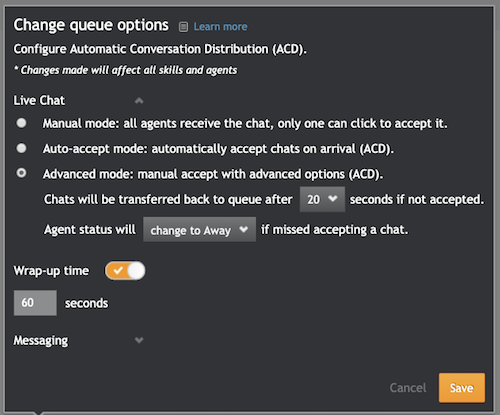 Change queue options Learn more
Configure Automatic Conversation Distribution (ACD).
* Changes made will affect all skills and agents
Live Chat
Manual mode: all agents receive the chat, only one can click to accept it.
Auto-accept mode: automatically accept chats on arrival (ACD).
Advanced mode: manual accept with advanced options (ACD).
Chats will be transferred back to queue after 20 seconds if not accepted.
Agent status will change to Away if missed accepting a chat.
Wrap-up time
60 seconds
Messaging
Cancel Save